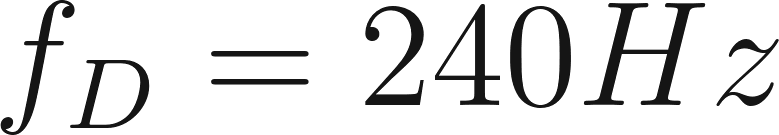 f_D = 240Hz